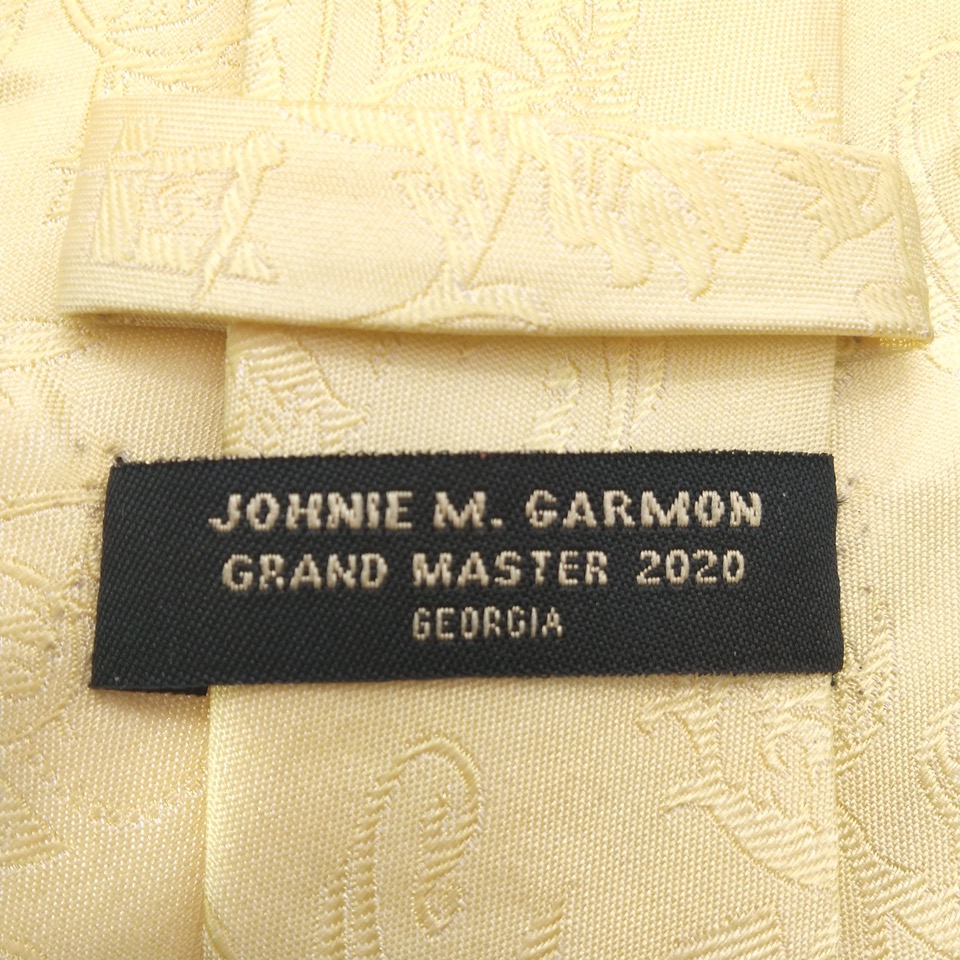 JOHNIE M. GARMON
GRAND MASTER 2020
GEORGIA